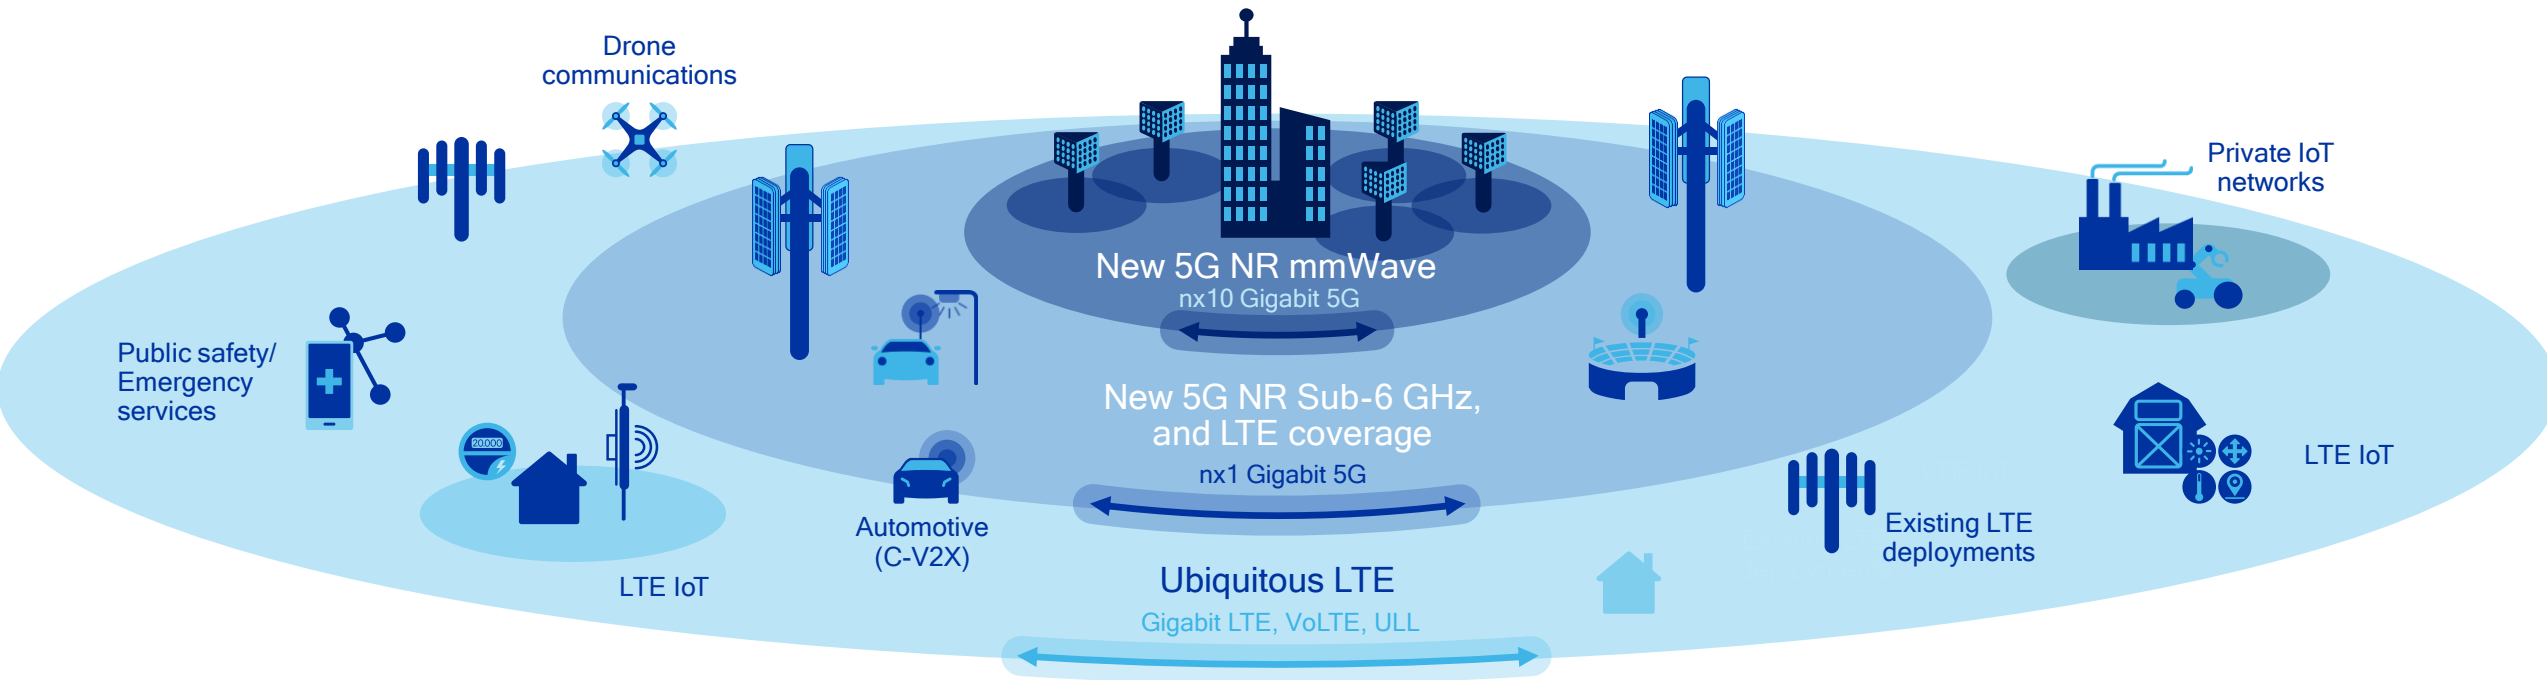 Drone
communications
Private IoT
networks
New 5G NR mmWave
nx10 Gigabit 5G
Public safety/
Emergency
services
20.000
New 5G NR Sub-6 GHz,
and LTE coverage
nx1 Gigabit 5G
LTE IoT
Automotive
(C-V2X)
Existing LTE
deployments
LTE IoT
Ubiquitous LTE
Gigabit LTE, VoLTE, ULL